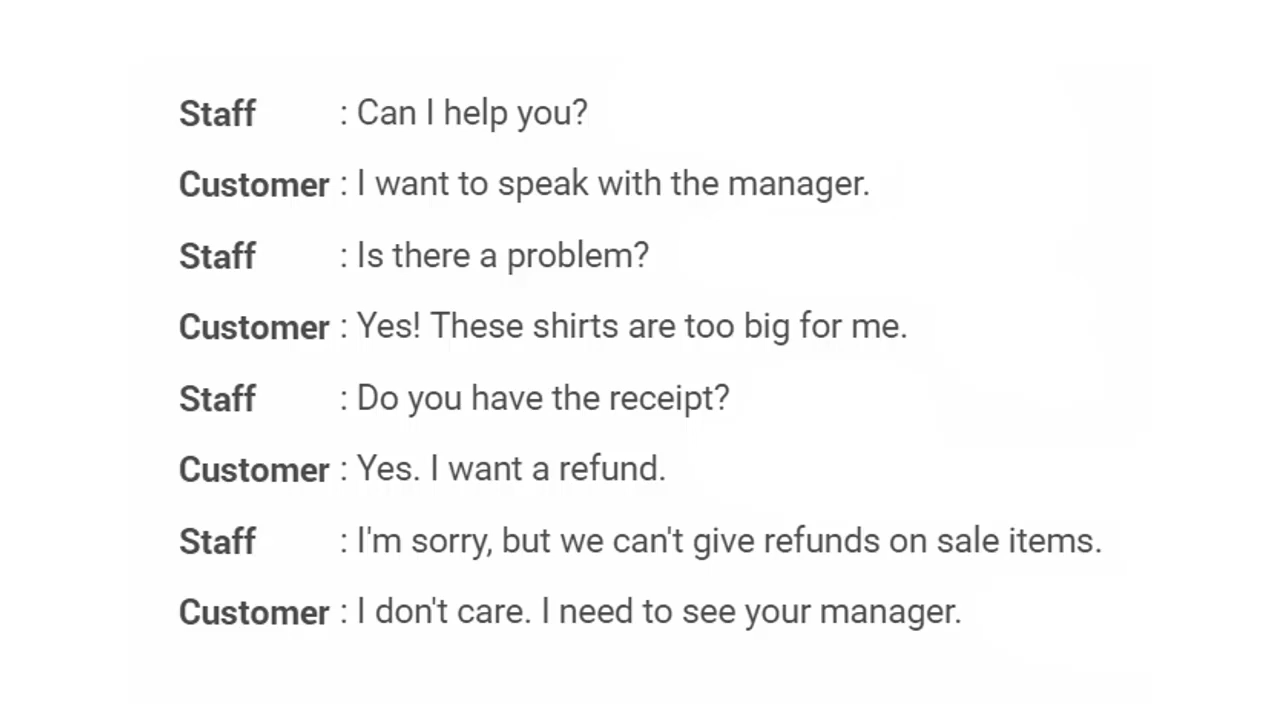 Staff : Can I help you?
Customer : I want to speak with the manager.
Staff : Is there a problem?
Customer : Yes! These shirts are too big for me.
Staff : Do you have the receipt?
Customer : Yes. I want a refund.
Staff : I'm sorry, but we can't give refunds on sale items.
Customer : I don't care. I need to see your manager.